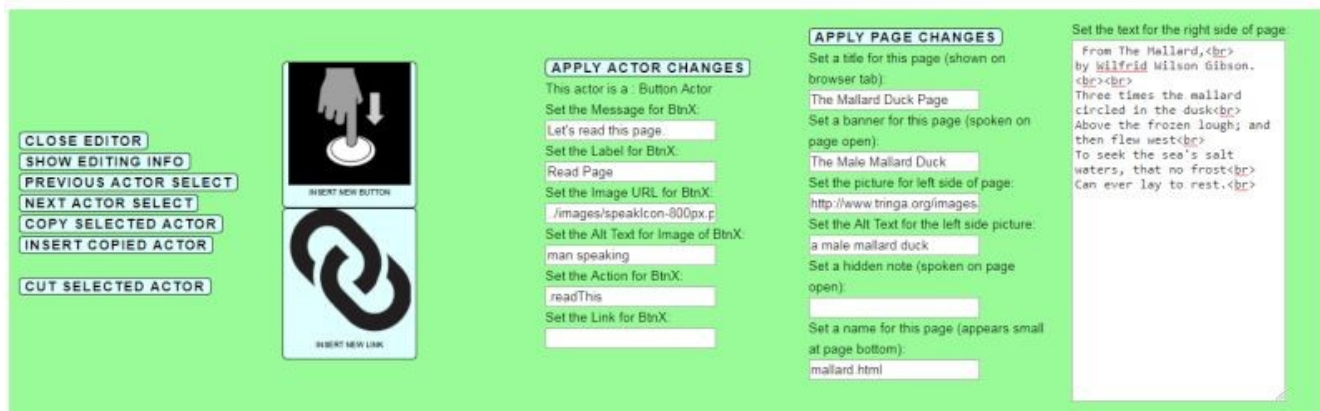 CLOSE EDITOR
SHOW EDITING INFO
PREVIOUS ACTOR SELECT
NEXT ACTOR SELECT
COPY SELECTED ACTOR
INSERT COPIED ACTOR
CUT SELECTED ACTOR
INSERT NEW BUTTON
INSERT NEW LINK
APPLY ACTOR CHANGES
This actor is a : Button Actor
Set the Message for BtnX:
Let's read this page.
Set the Label for BtnX:
Read Page
Set the Image URL for BtnX:
../images/speakIcon-800px.p
Set the Alt Text for Image of BtnX:
man speaking
Set the Action for BtnX:
.readThis
Set the Link for BtnX:
APPLY PAGE CHANGES
Set a title for this page (shown on
browser tab):
The Mallard Duck Page
Set a banner for this page (spoken on
page open):
The Male Mallard Duck
Set the picture for left side of page:
http://www.tringa.org/images
Set the Alt Text for the left side picture:
a male mallard duck
Set a hidden note (spoken on page
open):
Set a name for this page (appears small
at page bottom):
mallard.html
Set the text for the right side of page:
From The Mallard,<br>
by Wilfrid Wilson Gibson.
<br><br>
Three times the mallard
circled in the dusk<br>
Above the frozen lough; and
then flew west<br>
To seek the sea's salt
waters, that no frost<br>
Can ever lay to rest.<br>